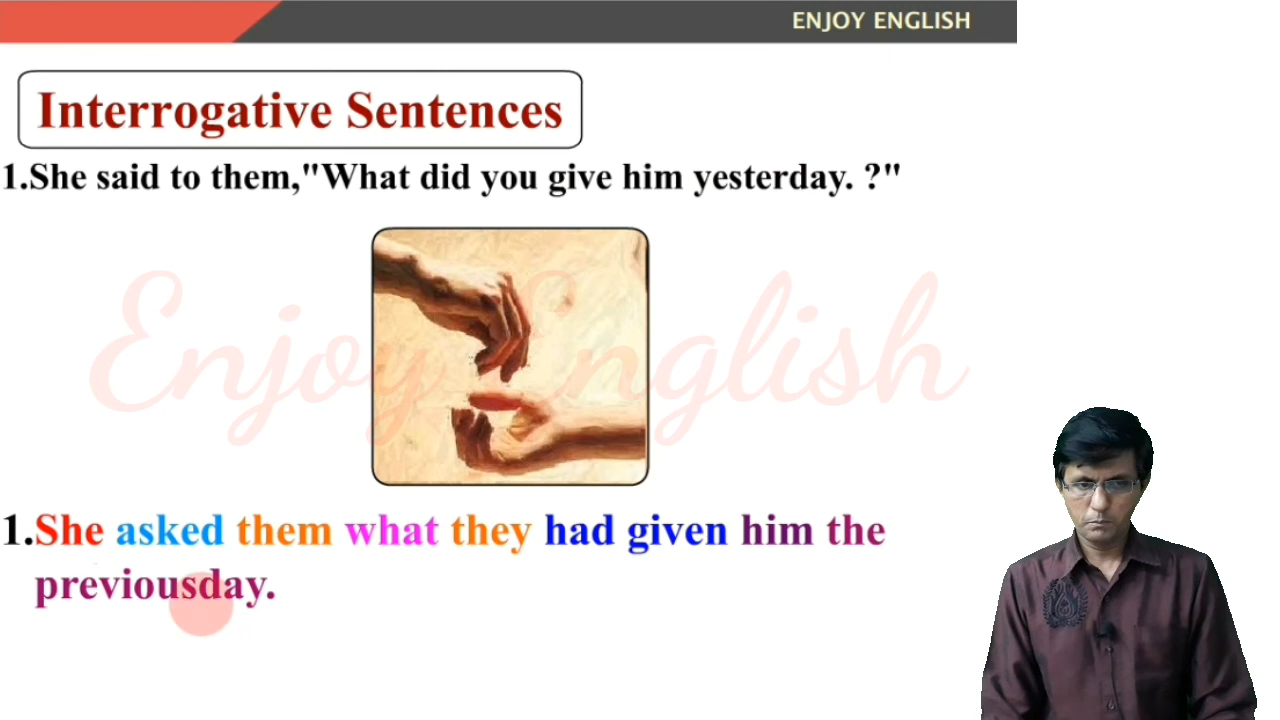 ENJOY ENGLISH
Interrogative Sentences
1.She said to them,"What did you give him yesterday. ?"
Enjoy English
1.She asked them what they had given him the
previousday.